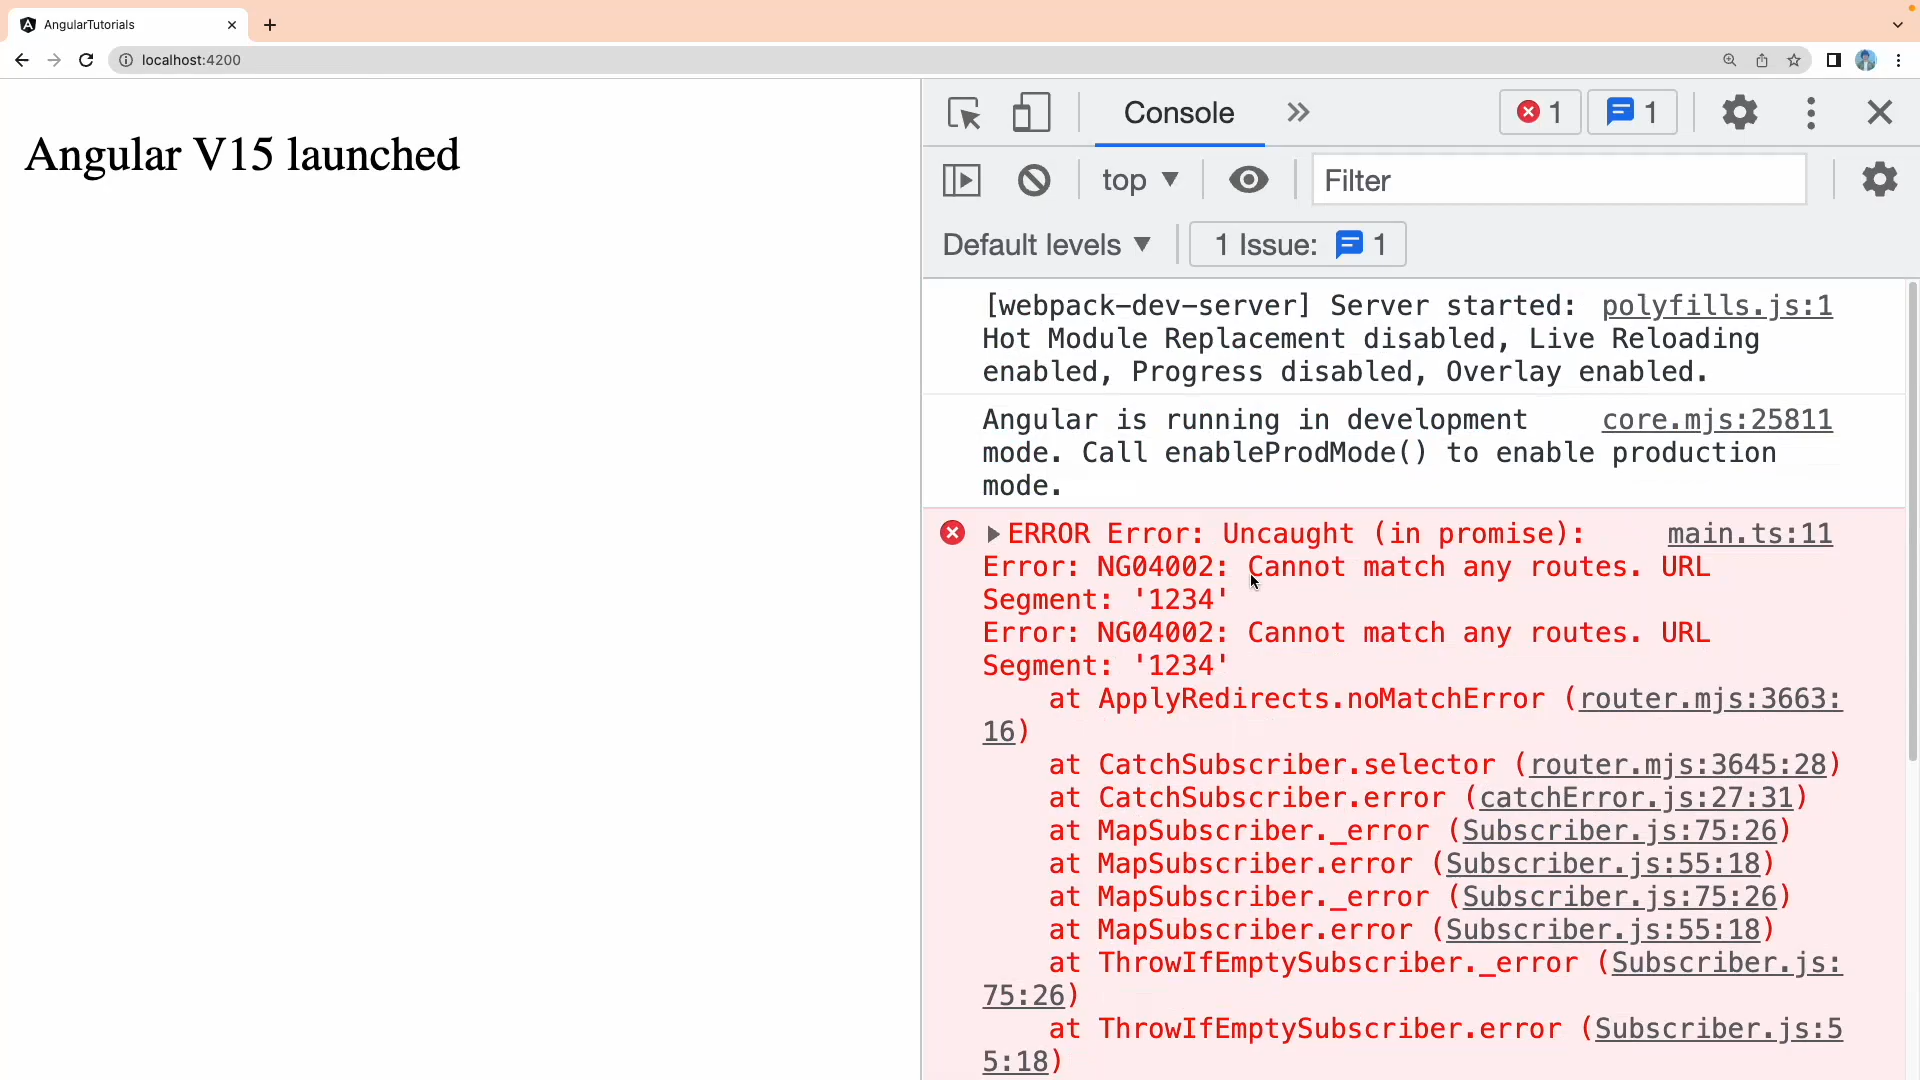 AngularTutorials
localhost:4200
Angular V15 launched
Console
1
1
top
Filter
Default levels
1 Issue: 1
[webpack-dev-server] Server started: polyfills.js:1
Hot Module Replacement disabled, Live Reloading
enabled, Progress disabled, Overlay enabled.
Angular is running in development core.mjs:25811
mode. Call enableProdMode() to enable production
mode.
ERROR Error: Uncaught (in promise): main.ts:11
Error: NG04002: Cannot match any routes. URL
Segment: '1234'
Error: NG04002: Cannot match any routes. URL
Segment: '1234'
at ApplyRedirects.noMatchError (router.mjs:3663:
16)
at CatchSubscriber.selector (router.mjs:3645:28)
at CatchSubscriber.error (catchError.js:27:31)
at MapSubscriber._error (Subscriber.js:75:26)
at MapSubscriber.error (Subscriber.js:55:18)
at MapSubscriber._error (Subscriber.js:75:26)
at MapSubscriber.error (Subscriber.js:55:18)
at ThrowIfEmptySubscriber._error (Subscriber.js:
75:26)
at ThrowIfEmptySubscriber.error (Subscriber.js:5
5:18)